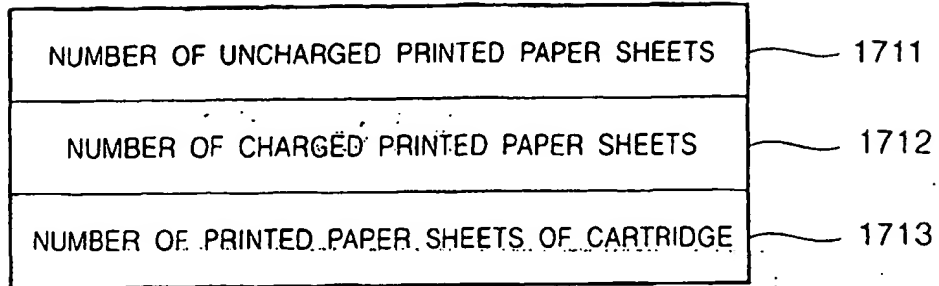 NUMBER OF UNCHARGED PRINTED PAPER SHEETS 1711
NUMBER OF CHARGED PRINTED PAPER SHEETS 1712
NUMBER OF PRINTED PAPER SHEETS OF CARTRIDGE 1713